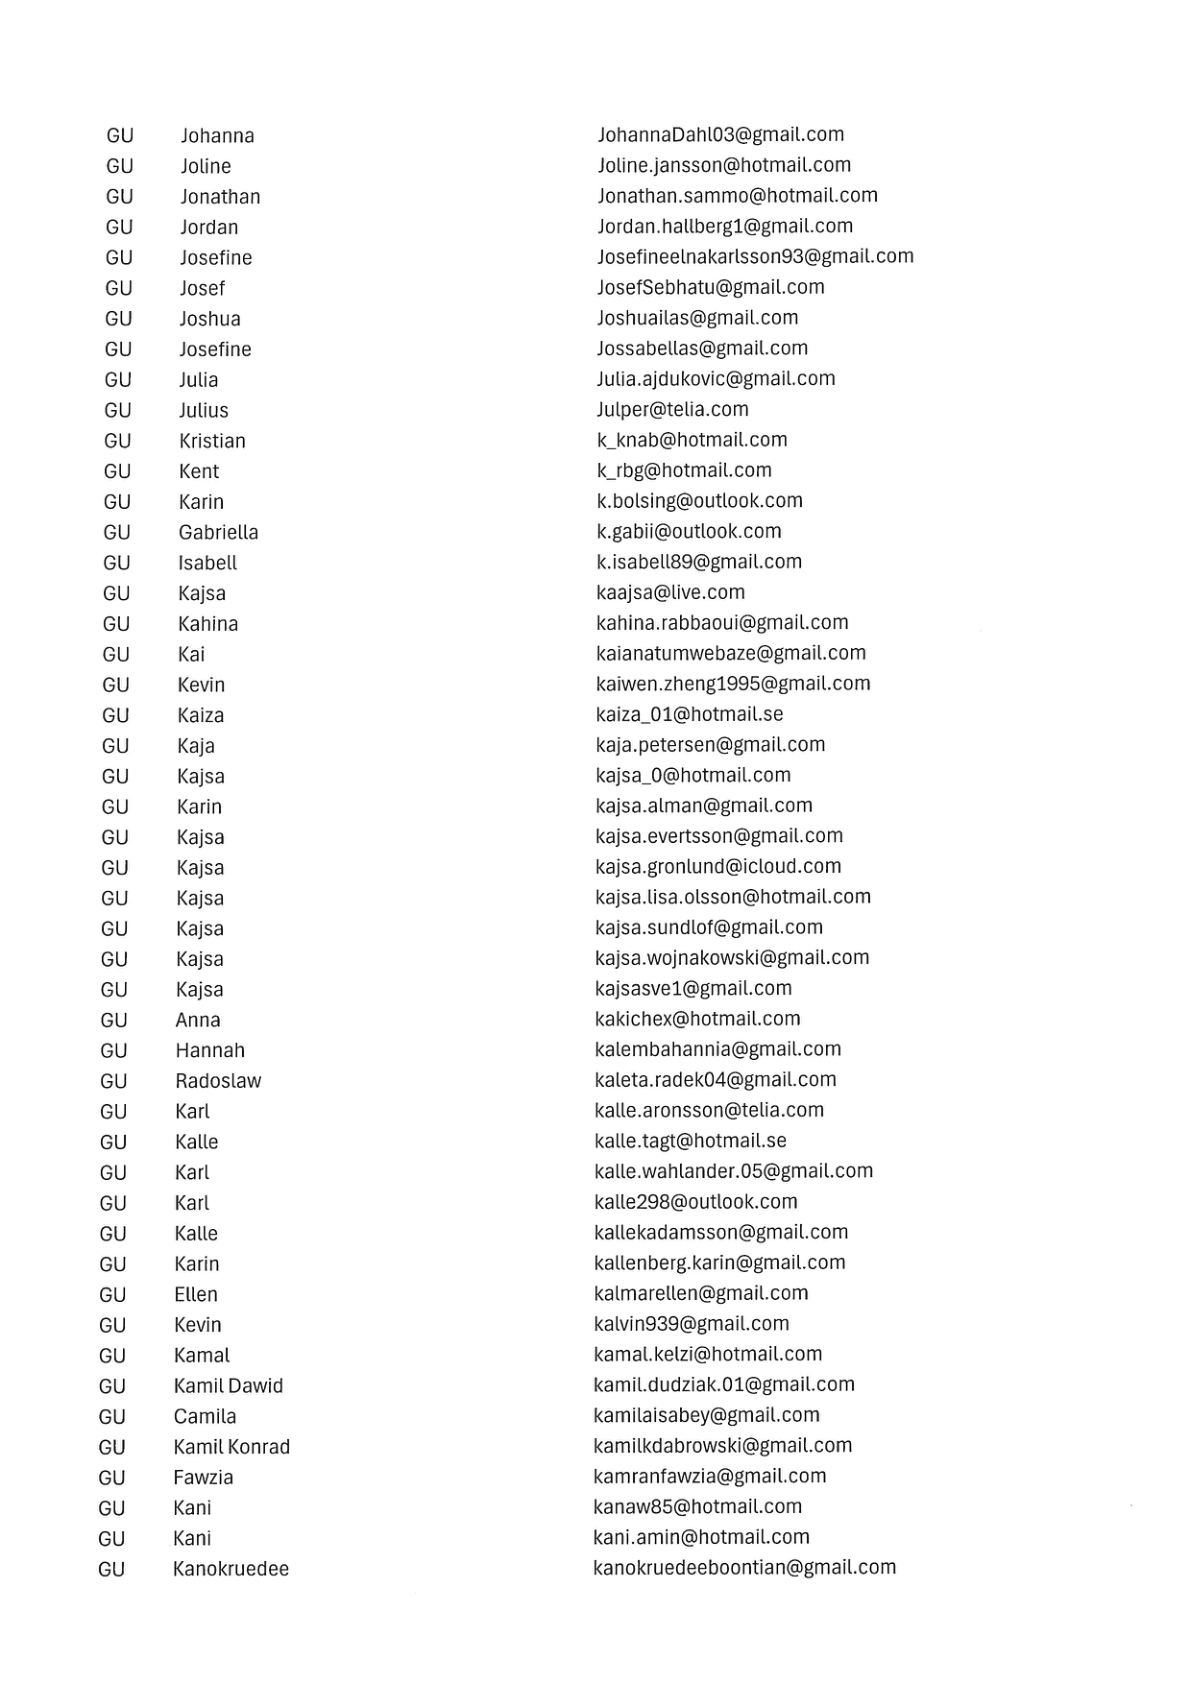 GU Johanna JohannaDahl03@gmail.com
GU Joline Joline.jansson@hotmail.com
GU Jonathan Jonathan.sammo@hotmail.com
GU Jordan Jordan.hallberg1@gmail.com
GU Josefine Josefineelnakarlsson93@gmail.com
GU Josef JosefSebhatu@gmail.com
GU Joshua Joshuailas@gmail.com
GU Josefine Jossabellas@gmail.com
GU Julia Julia.ajdukovic@gmail.com
GU Julius Julper@telia.com
GU Kristian k_knab@hotmail.com
GU Kent k_rbg@hotmail.com
GU Karin k.bolsing@outlook.com
GU Gabriella k.gabii@outlook.com
GU Isabell k.isabell89@gmail.com
GU Kajsa kaajsa@live.com
GU Kahina kahina.rabbaoui@gmail.com
GU Kai kaianatumwebaze@gmail.com
GU Kevin kaiwen.zheng1995@gmail.com
GU Kaiza kaiza_01@hotmail.se
GU Kaja kaja.petersen@gmail.com
GU Kajsa kajsa_0@hotmail.com
GU Karin kajsa.alman@gmail.com
GU Kajsa kajsa.evertsson@gmail.com
GU Kajsa kajsa.gronlund@icloud.com
GU Kajsa kajsa.lisa.olsson@hotmail.com
GU Kajsa kajsa.sundlof@gmail.com
GU Kajsa kajsa.wojnakowski@gmail.com
GU Kajsa kajsasve1@gmail.com
GU Anna kakichex@hotmail.com
GU Hannah kalembahannia@gmail.com
GU Radoslaw kaleta.radek04@gmail.com
GU Karl kalle.aronsson@telia.com
GU Kalle kalle.tagt@hotmail.se
GU Karl kalle.wahlander.05@gmail.com
GU Karl kalle298@outlook.com
GU Kalle kallekadamsson@gmail.com
GU Karin kallenberg.karin@gmail.com
GU Ellen kalmarellen@gmail.com
GU Kevin kalvin939@gmail.com
GU Kamal kamal.kelzi@hotmail.com
GU Kamil Dawid kamil.dudziak.01@gmail.com
GU Camila kamilaisabey@gmail.com
GU Kamil Konrad kamilkdabrowski@gmail.com
GU Fawzia kamranfawzia@gmail.com
GU Kani kanaw85@hotmail.com
GU Kani kani.amin@hotmail.com
GU Kanokruedee kanokruedeeboontian@gmail.com